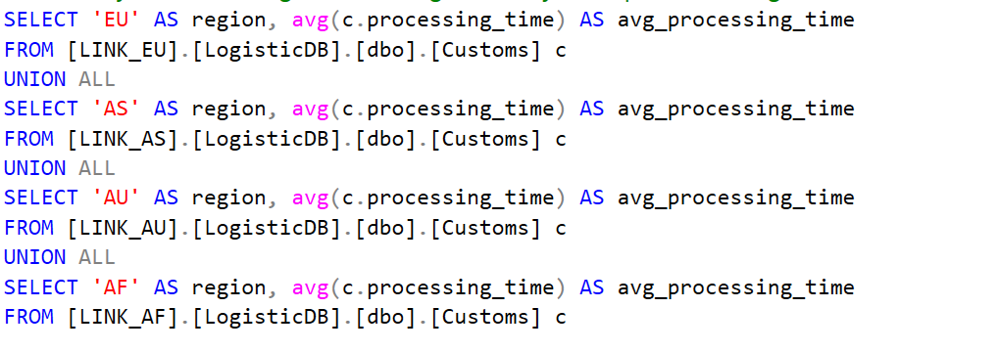 SELECT 'EU' AS region, avg(c.processing_time) AS avg_processing_time
FROM [LINK_EU].[LogisticDB].[dbo].[Customs] c
UNION ALL
SELECT 'AS' AS region, avg(c.processing_time) AS avg_processing_time
FROM [LINK_AS].[LogisticDB].[dbo].[Customs] c
UNION ALL
SELECT 'AU' AS region, avg(c.processing_time) AS avg_processing_time
FROM [LINK_AU].[LogisticDB].[dbo].[Customs] c
UNION ALL
SELECT 'AF' AS region, avg(c.processing_time) AS avg_processing_time
FROM [LINK_AF].[LogisticDB].[dbo].[Customs] c